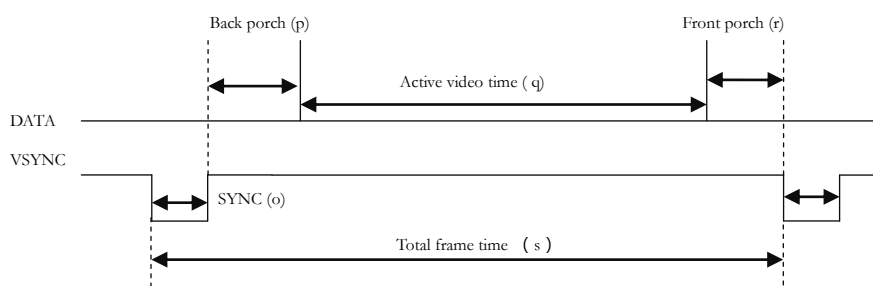 Back porch (p)
Front porch (r)
Active video time ( q)
DATA
VSYNC
SYNC (o)
Total frame time ( s )